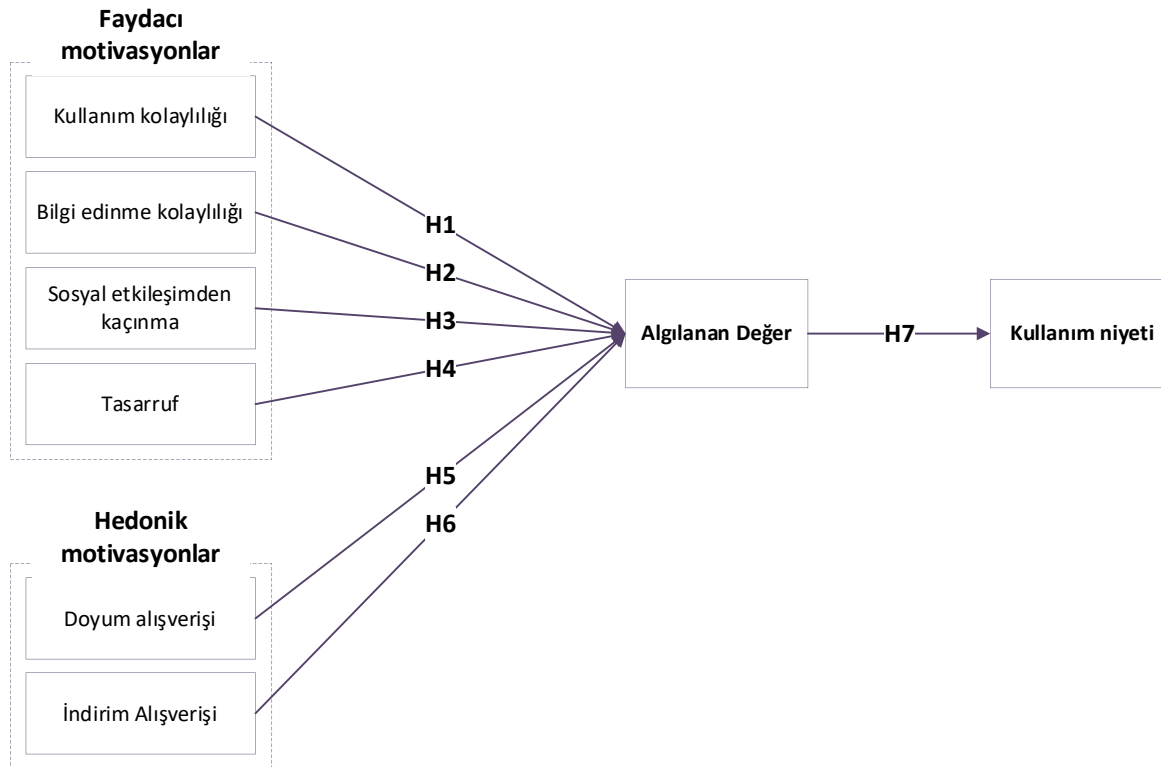 Faydacı
motivasyonlar
Kullanım kolaylılığı
Bilgi edinme kolaylılığı
Sosyal etkileşimden
kaçınma
Tasarruf
H1
H2
H3
H4
Algılanan Değer
H7
Kullanım niyeti
H5
H6
Hedonik
motivasyonlar
Doyum alışverişi
İndirim Alışverişi